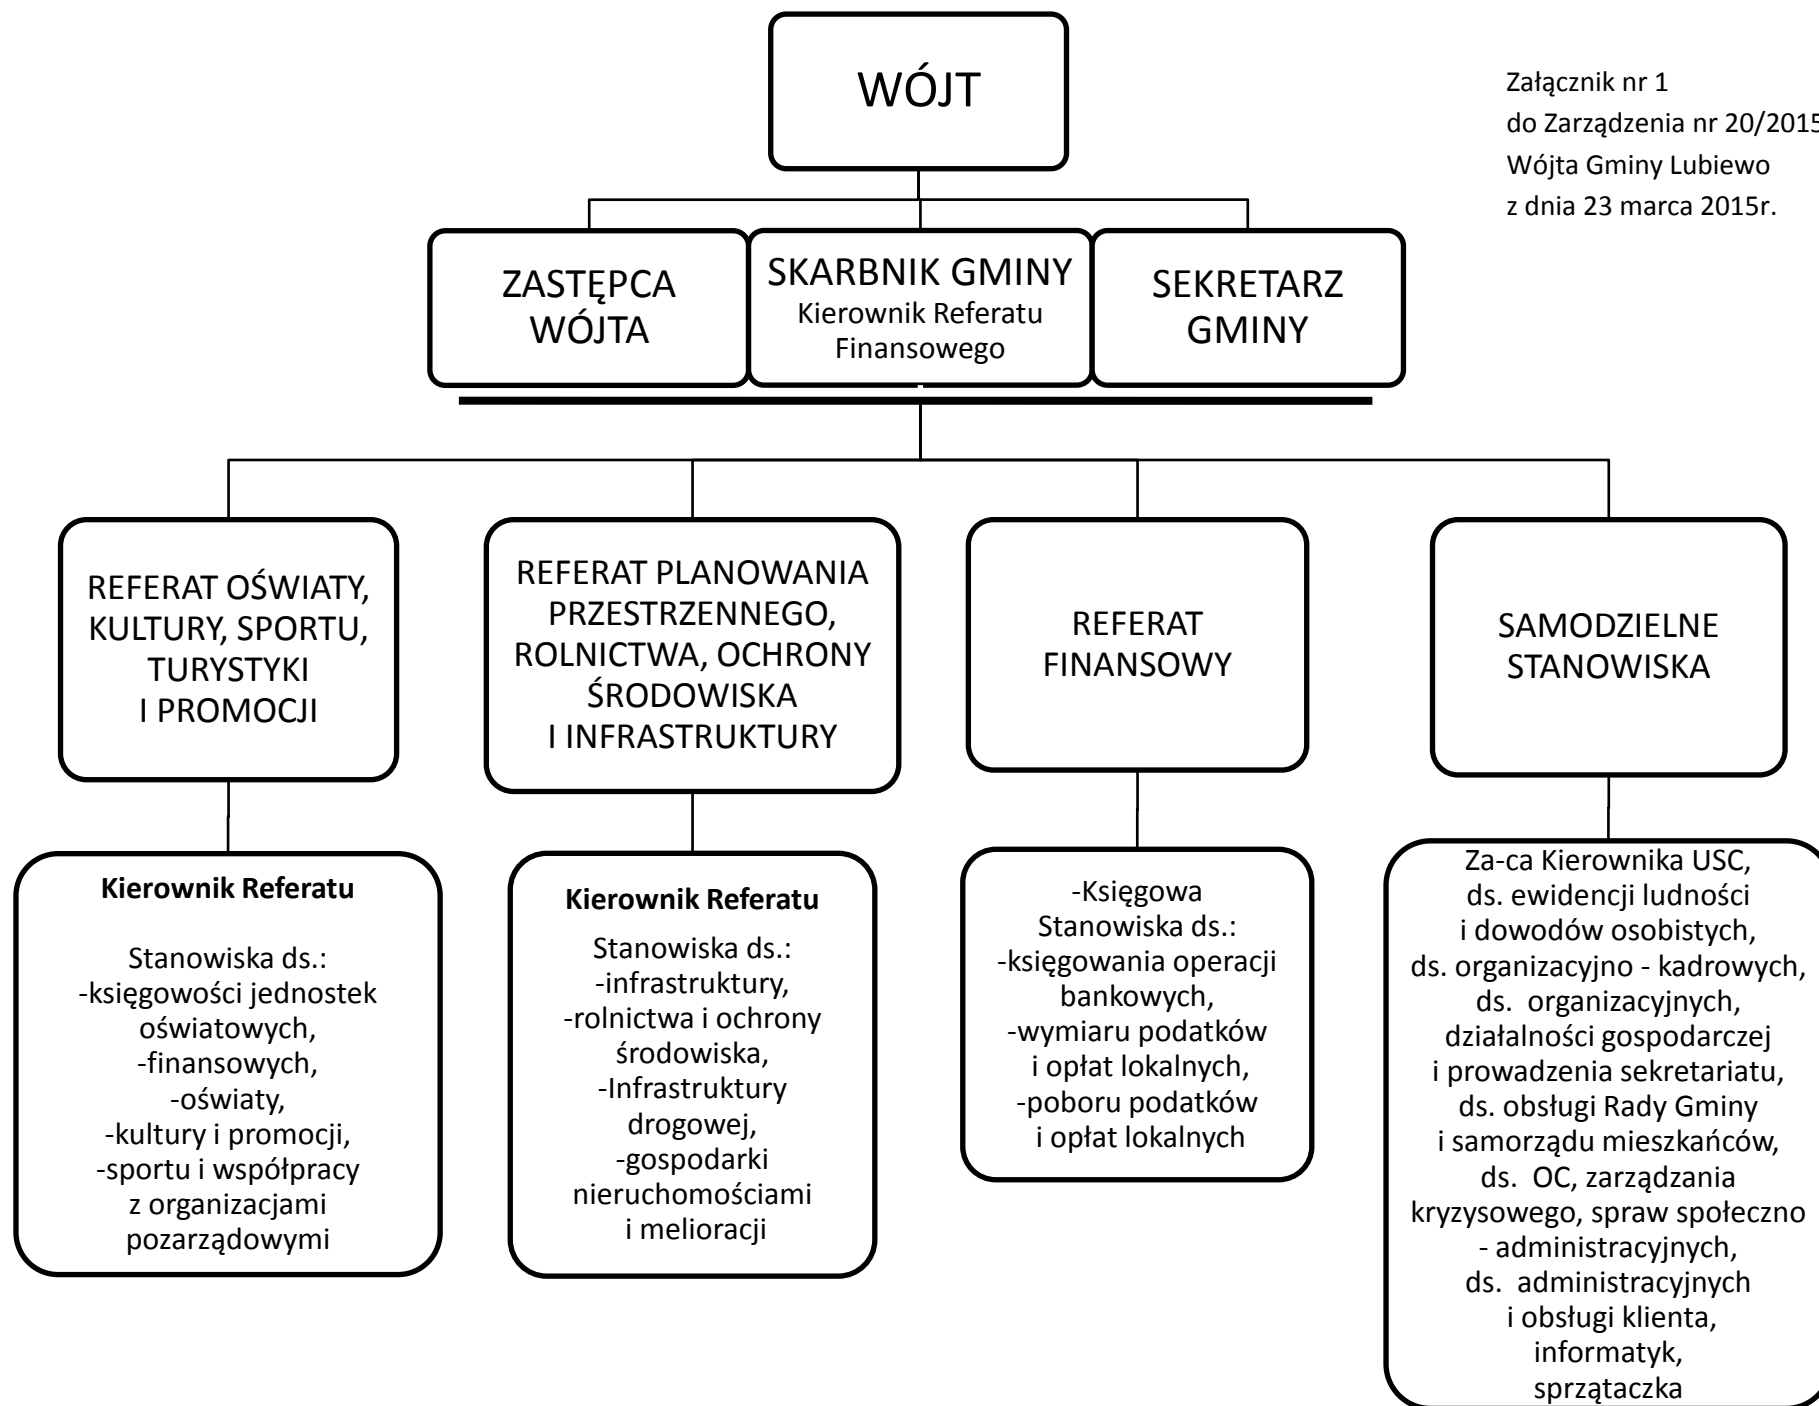 WÓJT
Załącznik nr 1
do Zarządzenia nr 20/2015
Wójta Gminy Lubiewo
z dnia 23 marca 2015r.
ZASTĘPCA
WÓJTA
SKARBNIK GMINY
Kierownik Referatu
Finansowego
SEKRETARZ
GMINY
REFERAT OŚWIATY,
KULTURY, SPORTU,
TURYSTYKI
I PROMOCJI
REFERAT PLANOWANIA
PRZESTRZENNEGO,
ROLNICTWA, OCHRONY
ŚRODOWISKA
I INFRASTRUKTURY
REFERAT
FINANSOWY
SAMODZIELNE
STANOWISKA
Kierownik Referatu
Stanowiska ds.:
-księgowości jednostek
oświatowych,
-finansowych,
-oświaty,
-kultury i promocji,
-sportu i współpracy
z organizacjami
pozarządowymi
Kierownik Referatu
Stanowiska ds.:
-infrastruktury,
-rolnictwa i ochrony
środowiska,
-Infrastruktury
drogowej,
-gospodarki
nieruchomościami
i melioracji
-Księgowa
Stanowiska ds.:
-księgowania operacji
bankowych,
-wymiaru podatków
i opłat lokalnych,
-poboru podatków
i opłat lokalnych
Za-ca Kierownika USC,
ds. ewidencji ludności
i dowodów osobistych,
ds. organizacyjno - kadrowych,
ds.  organizacyjnych,
działalności gospodarczej
i prowadzenia sekretariatu,
ds. obsługi Rady Gminy
i samorządu mieszkańców,
ds.  OC, zarządzania
kryzysowego, spraw społeczno
- administracyjnych,
ds.  administracyjnych
i obsługi klienta,
informatyk,
sprzątaczka